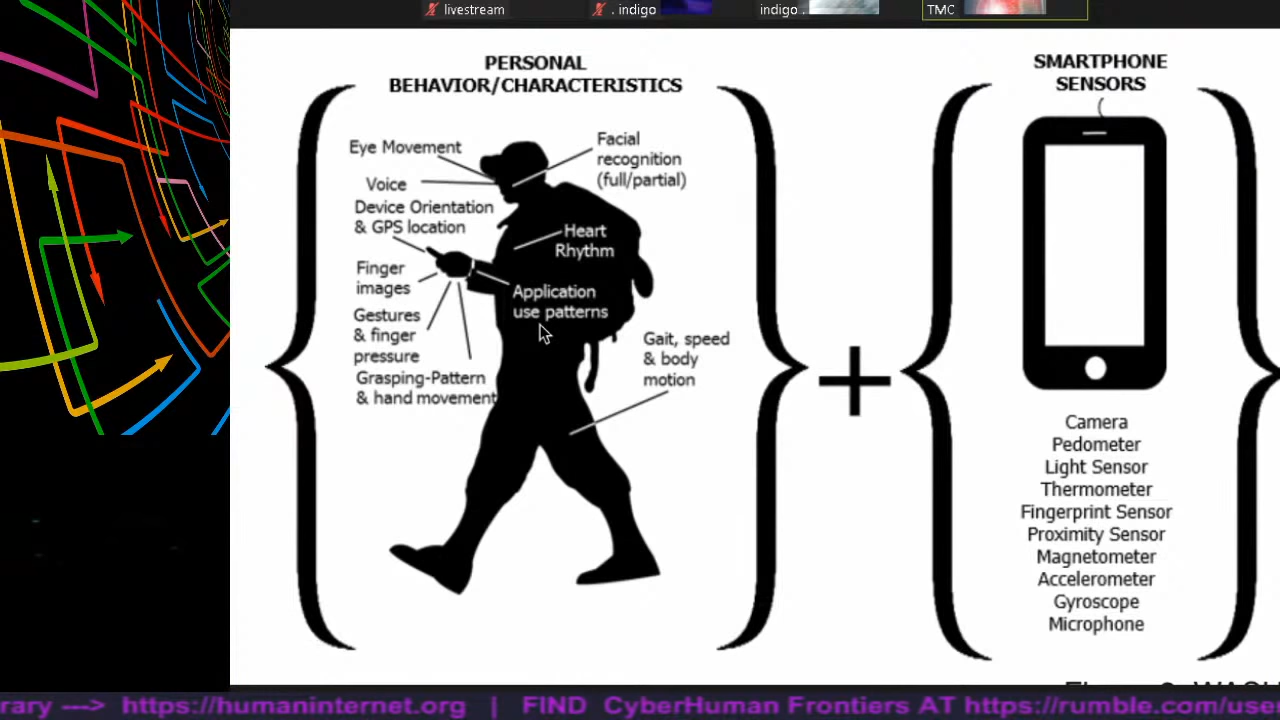 livestream
. indigo
indigo .
TMC
PERSONAL
BEHAVIOR/CHARACTERISTICS
Eye Movement
Voice
Device Orientation
& GPS location
Finger
images
Gestures
& finger
pressure
Grasping-Pattern
& hand movement
Facial
recognition
(full/partial)
Heart
Rhythm
Application
use patterns
Gait, speed
& body
motion
+
SMARTPHONE
SENSORS
Camera
Pedometer
Light Sensor
Thermometer
Fingerprint Sensor
Proximity Sensor
Magnetometer
Accelerometer
Gyroscope
Microphone
rary ---> https://humaninternet.org | FIND CyberHuman Frontiers AT https://rumble.com/user